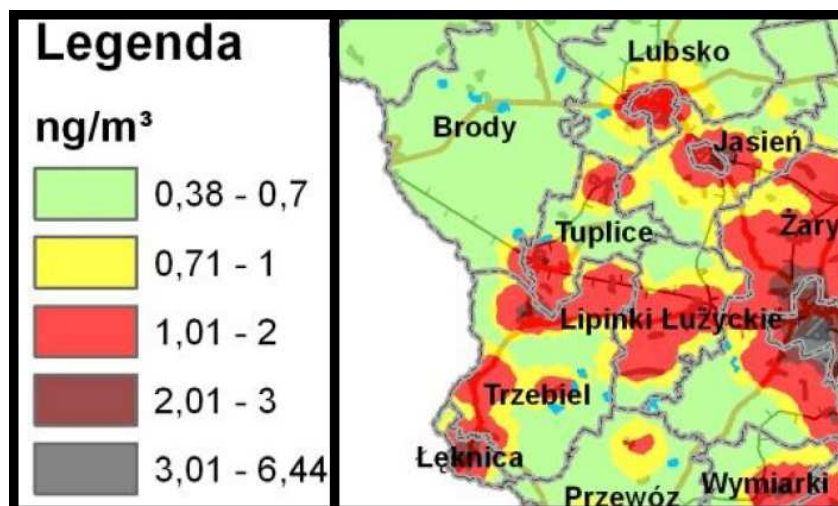 Legenda
ng/m³
0,38 - 0,7
0,71 - 1
1,01 - 2
2,01 - 3
3,01 - 6,44
Lubsko
Brody
Jasień
Tuplice
Żary
Lipinki Łużyckie
Trzebiel
Łęknica
Przewóz
Wymiarki